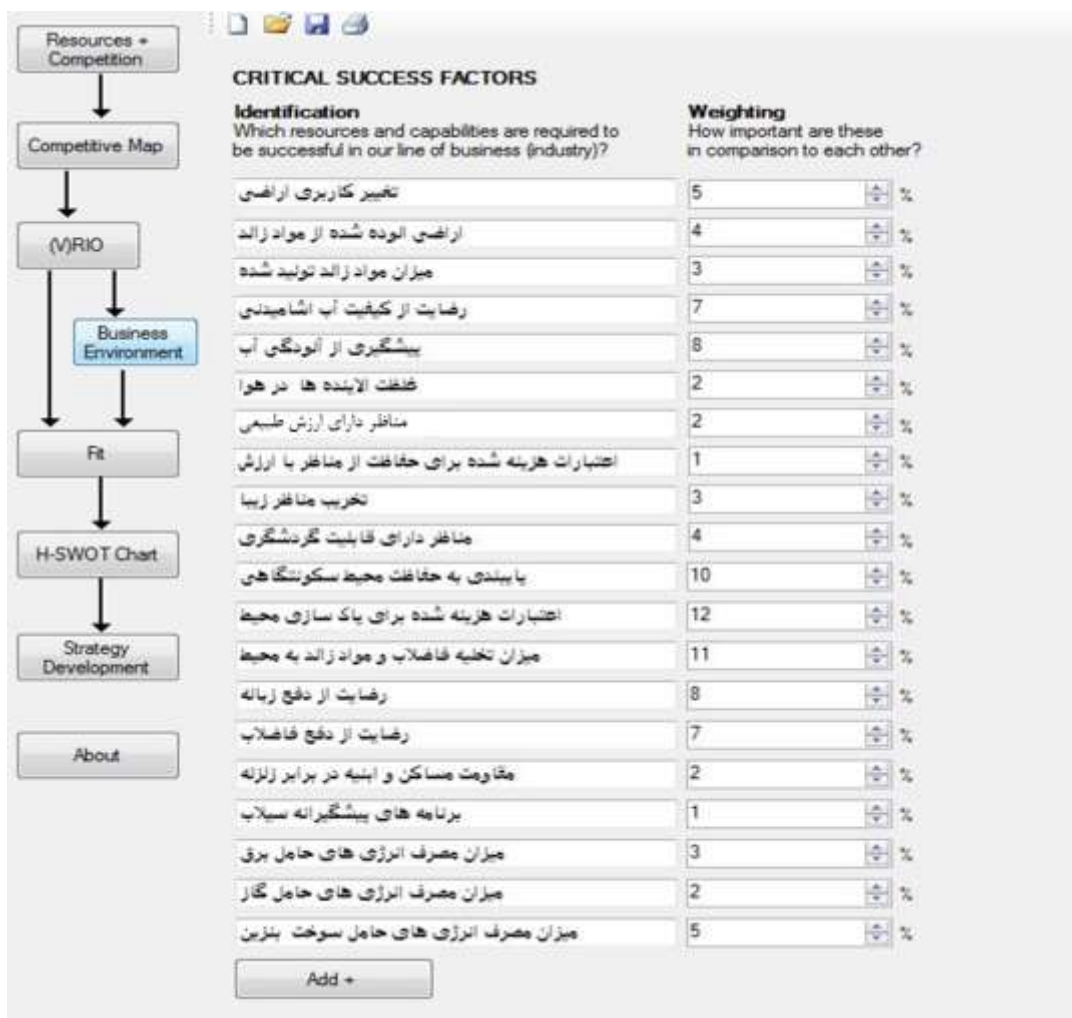 Resources +
Competition
Competitive Map
(V)RIO
Business
Environment
Fit
H-SWOT Chart
Strategy
Development
About
CRITICAL SUCCESS FACTORS
Identification
Which resources and capabilities are required to
be successful in our line of business (industry)?
Weighting
How important are these
in comparison to each other?
تغییر کاربری اراضی 5 %
اراضی الوده شده از مواد زائد 4 %
میزان مواد زائد تولید شده 3 %
رضایت از کیفیت آب اشامیدنی 7 %
پیشگیری از آلودگی آب 8 %
غلظت الاینده ها در هوا 2 %
مناظر دارای ارزش طبیعی 2 %
اعتبارات هزینه شده برای حفاظت از مناظر با ارزش 1 %
تخریب مناظر زیبا 3 %
مناظر دارای قابلیت گردشگری 4 %
پایبندی به حفاظت محیط سکونتگاهی 10 %
اعتبارات هزینه شده برای پاک سازی محیط 12 %
میزان تخلیه فاضلاب و مواد زائد به محیط 11 %
رضایت از دفع زباله 8 %
رضایت از دفع فاضلاب 7 %
مقاومت مساکن و ابنیه در برابر زلزله 2 %
برنامه های پیشگیرانه سیلاب 1 %
میزان مصرف انرژی های حامل برق 3 %
میزان مصرف انرژی های حامل گاز 2 %
میزان مصرف انرژی های حامل سوخت بنزین 5 %
Add +